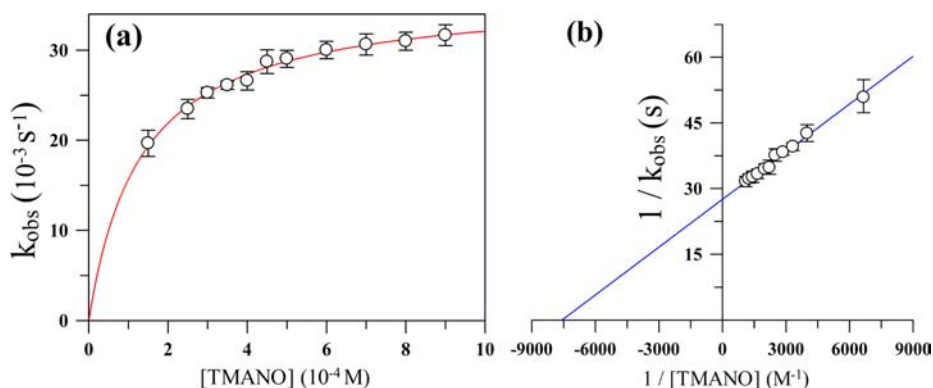 (a)
k_obs (10⁻³ s⁻¹)
30
20
10
0
0 2 4 6 8 10
[TMANO] (10⁻⁴ M)
(b)
1 / k_obs (s)
60
45
30
15
-9000 -6000 -3000 0 3000 6000 9000
1 / [TMANO] (M⁻¹)